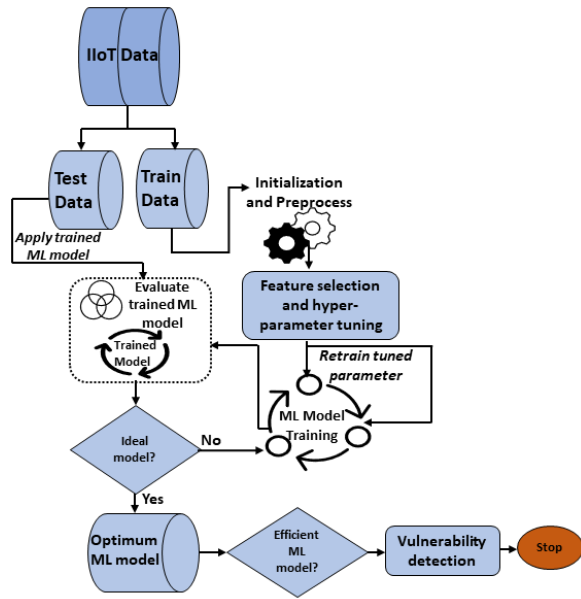 IIoT Data
Test
Data
Train
Data
Initialization
and Preprocess
Apply trained
ML model
Evaluate
trained ML
model
Trained
Model
Feature selection
and hyper-
parameter tuning
Retrain tuned
parameter
ML Model
Training
Ideal
model?
No
Yes
Optimum
ML model
Efficient
ML
model?
Vulnerability
detection
Stop